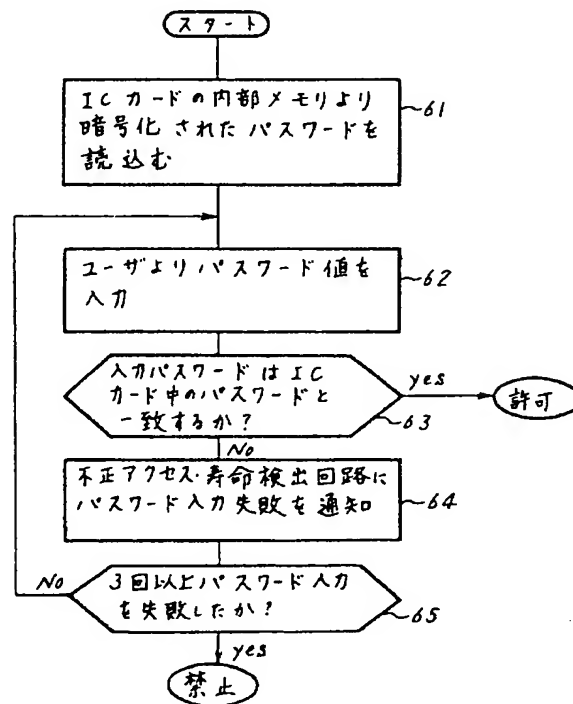 スタート
ICカードの内部メモリより
暗号化されたパスワードを
読込む
61
ユーザよりパスワード値を
入力
62
入力パスワードはIC
カード中のパスワードと
一致するか?
63
yes
許可
No
不正アクセス・寿命検出回路に
パスワード入力失敗を通知
64
No
3回以上パスワード入力
を失敗したか?
65
yes
禁止